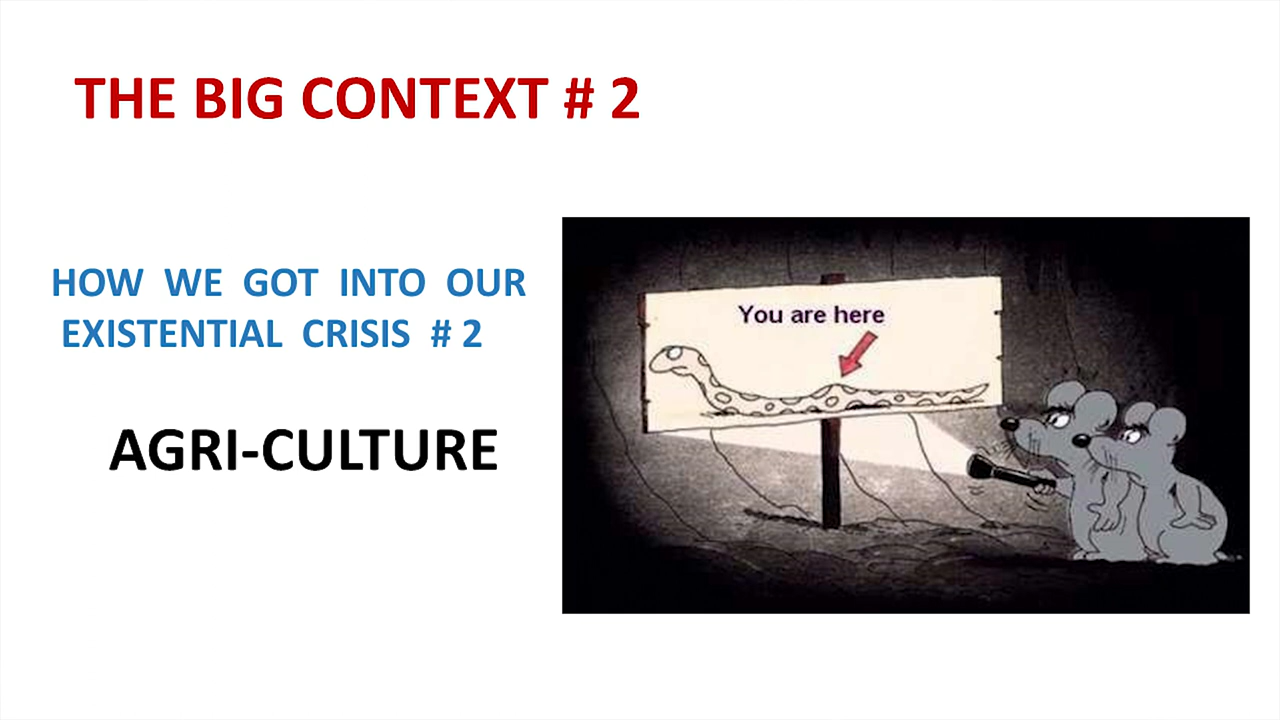 THE BIG CONTEXT # 2
HOW WE GOT INTO OUR
EXISTENTIAL CRISIS # 2
AGRI-CULTURE
You are here